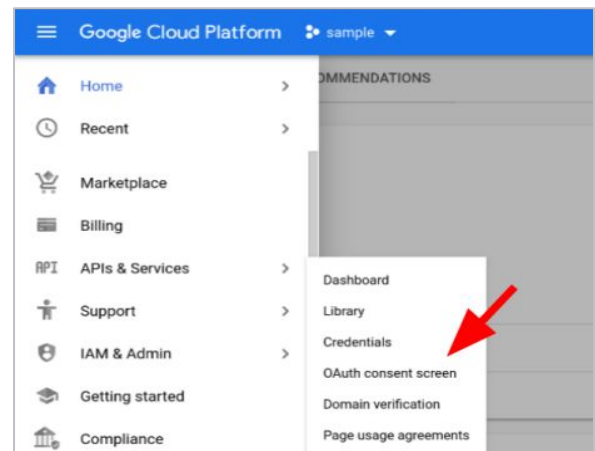 Google Cloud Platform sample
OMMENDATIONS
Home
Recent
Marketplace
Billing
API APIs & Services
Support
IAM & Admin
Getting started
Compliance
Dashboard
Library
Credentials
OAuth consent screen
Domain verification
Page usage agreements